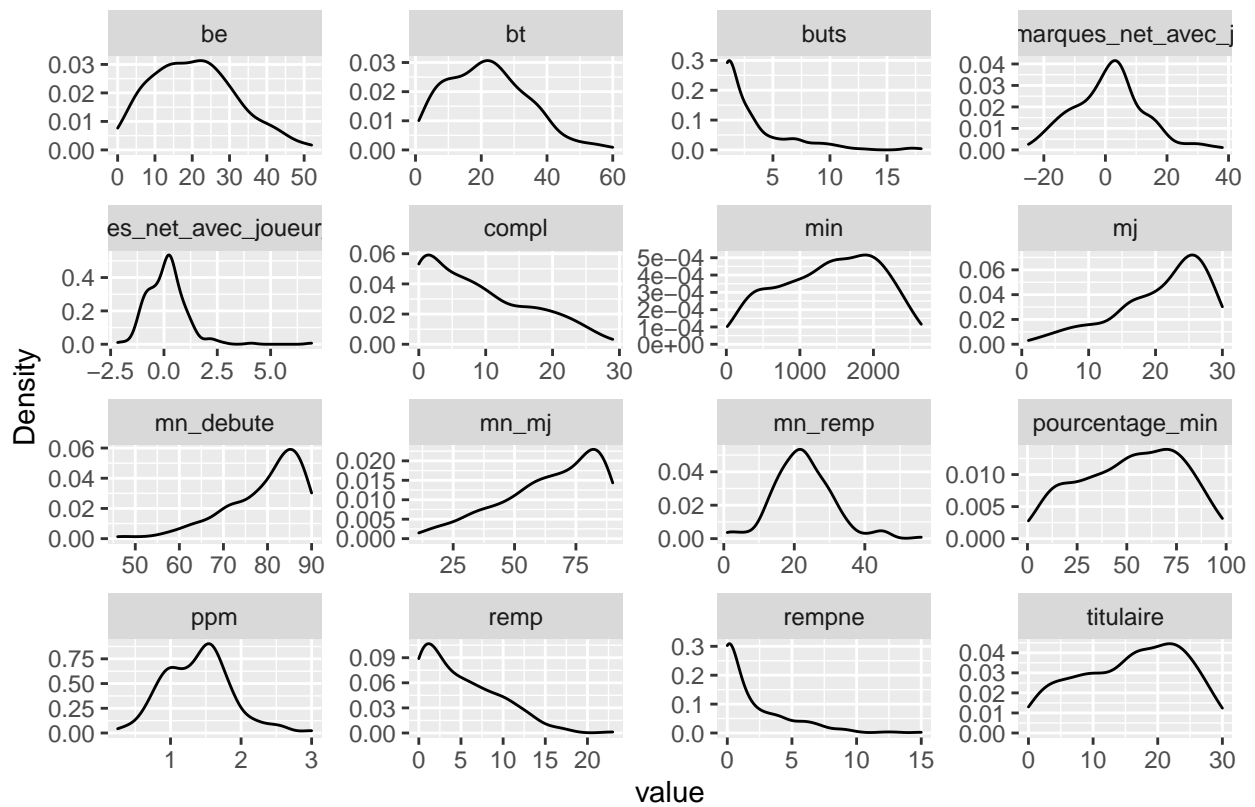 be bt buts marques_net_avec_j
0.03 0.02 0.01 0.00
0 10 20 30 40 50
0.03 0.02 0.01 0.00
0 20 40 60
0.3 0.2 0.1 0.0
5 10 15
0.04 0.03 0.02 0.01 0.00
−20 0 20 40
es_net_avec_joueur_ compl min mj
0.4 0.2 0.0
−2.5 0.0 2.5 5.0
0.06 0.04 0.02 0.00
0 10 20 30
5e−04 4e−04 3e−04 2e−04 1e−04 0e+00
0 1000 2000
0.06 0.04 0.02 0.00
0 10 20 30
Density
mn_debute mn_mj mn_remp pourcentage_min
0.06 0.04 0.02 0.00
50 60 70 80 90
0.020 0.015 0.010 0.005 0.000
25 50 75
0.04 0.02 0.00
0 20 40
0.010 0.005 0.000
0 25 50 75 100
ppm remp rempne titulaire
0.75 0.50 0.25 0.00
1 2 3
0.09 0.06 0.03 0.00
0 5 10 15 20
0.3 0.2 0.1 0.0
0 5 10 15
0.04 0.03 0.02 0.01 0.00
0 10 20 30
value